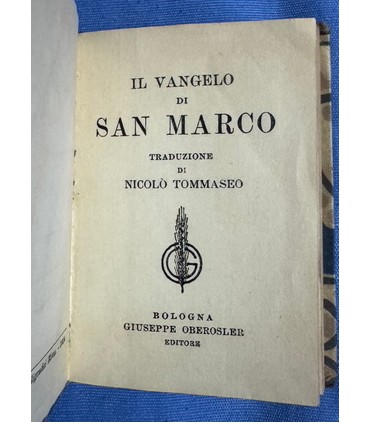 IL VANGELO
DI
SAN MARCO
TRADUZIONE
DI
NICOLÒ TOMMASEO
G
BOLOGNA
GIUSEPPE OBEROSLER
EDITORE